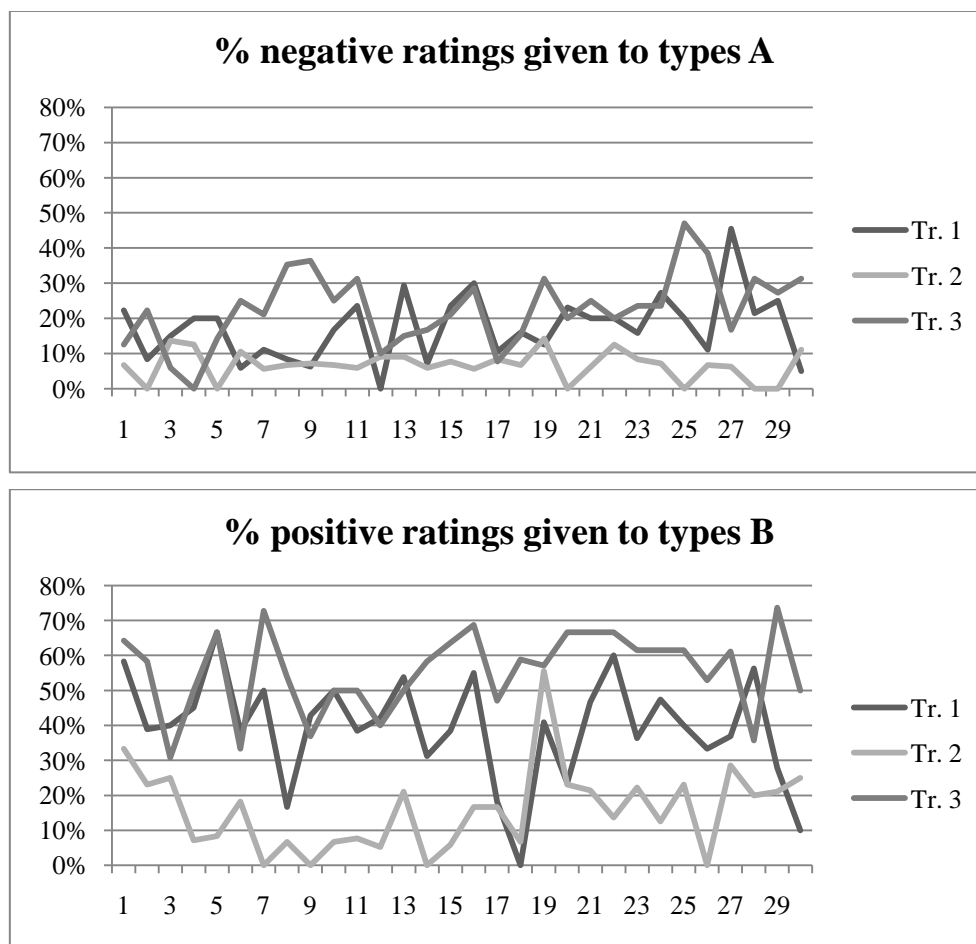 % negative ratings given to types A
80%
70%
60%
50%
40%
30%
20%
10%
0%
1 3 5 7 9 11 13 15 17 19 21 23 25 27 29
Tr. 1
Tr. 2
Tr. 3
% positive ratings given to types B
80%
70%
60%
50%
40%
30%
20%
10%
0%
1 3 5 7 9 11 13 15 17 19 21 23 25 27 29
Tr. 1
Tr. 2
Tr. 3